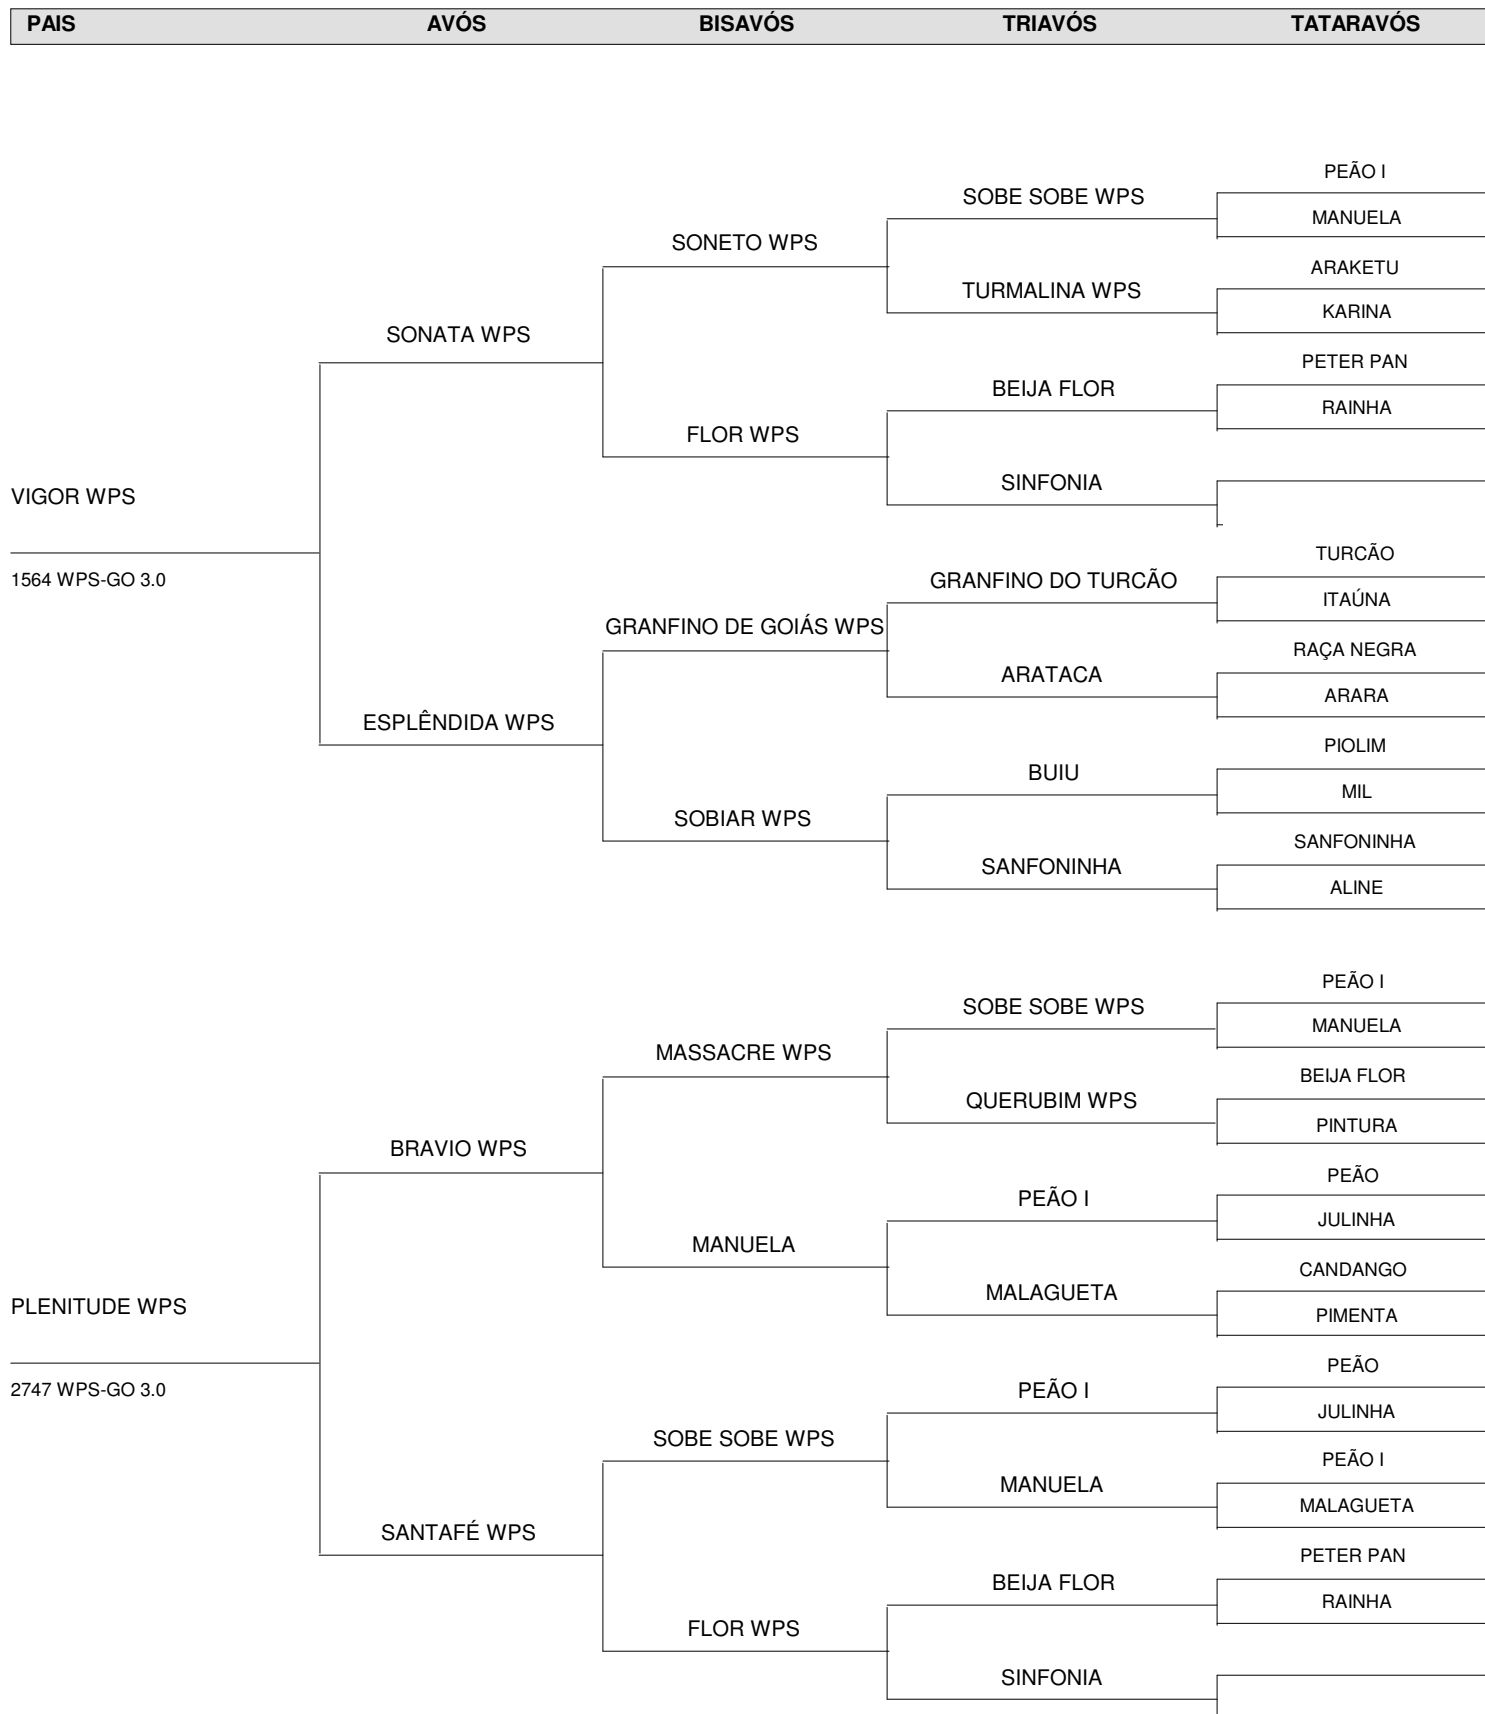 PAIS AVÓS BISAVÓS TRIAVÓS TATARAVÓS
PEÃO I
SOBE SOBE WPS
MANUELA
SONETO WPS
ARAKETU
TURMALINA WPS
KARINA
SONATA WPS
PETER PAN
BEIJA FLOR
RAINHA
FLOR WPS
SINFONIA
VIGOR WPS
TURCÃO
1564 WPS-GO 3.0
GRANFINO DO TURCÃO
ITAÚNA
GRANFINO DE GOIÁS WPS
RAÇA NEGRA
ARATACA
ARARA
ESPLÊNDIDA WPS
PIOLIM
BUIU
MIL
SOBIAR WPS
SANFONINHA
SANFONINHA
ALINE
PEÃO I
SOBE SOBE WPS
MANUELA
MASSACRE WPS
BEIJA FLOR
QUERUBIM WPS
PINTURA
BRAVIO WPS
PEÃO
PEÃO I
JULINHA
MANUELA
CANDANGO
MALAGUETA
PLENITUDE WPS
PIMENTA
PEÃO
2747 WPS-GO 3.0
PEÃO I
JULINHA
SOBE SOBE WPS
PEÃO I
MANUELA
MALAGUETA
SANTAFÉ WPS
PETER PAN
BEIJA FLOR
RAINHA
FLOR WPS
SINFONIA